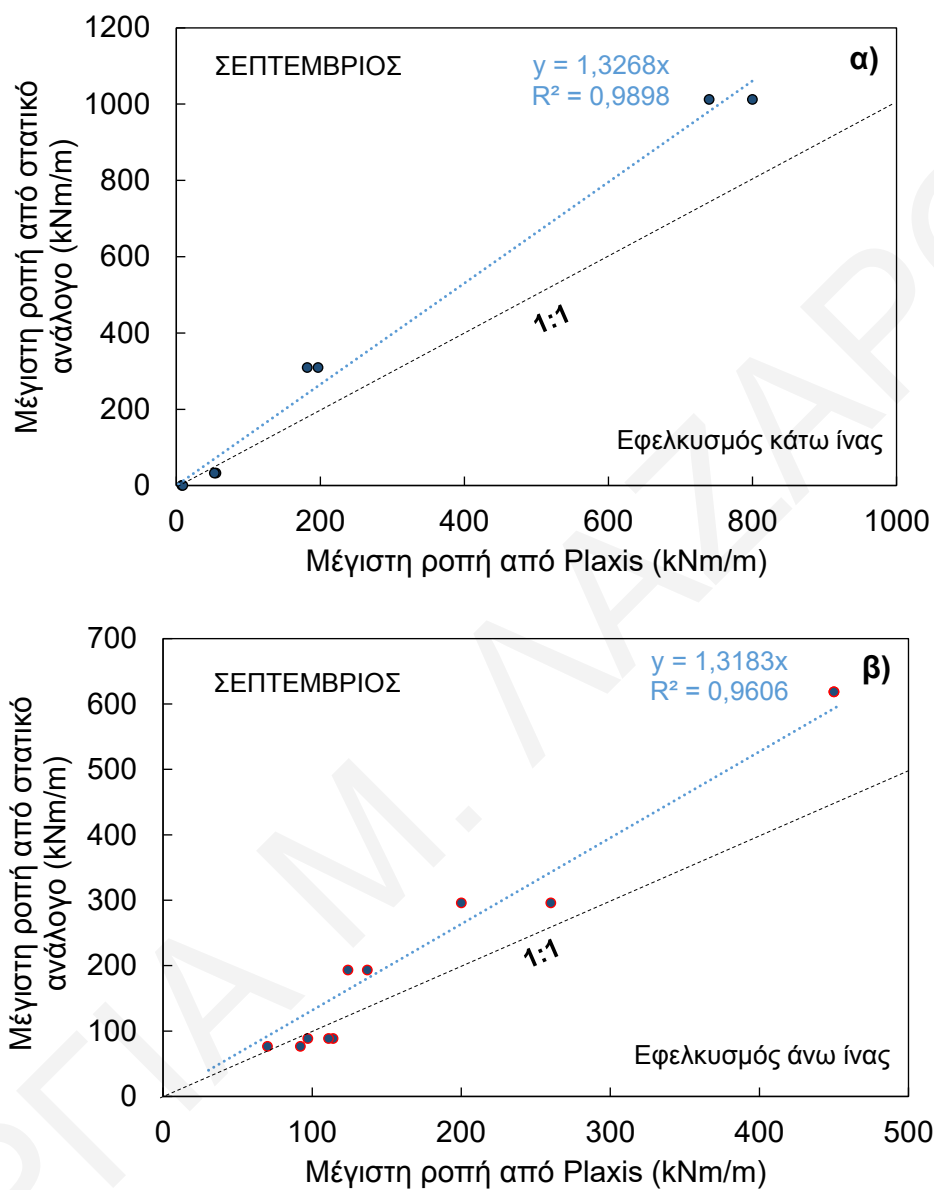 1200
1000
800
600
400
200
0
Μέγιστη ροπή από στατικό
ανάλογο (kNm/m)
ΣΕΠΤΕΜΒΡΙΟΣ
y = 1,3268x
R² = 0,9898
α)
1:1
Εφελκυσμός κάτω ίνας
0 200 400 600 800 1000
Μέγιστη ροπή από Plaxis (kNm/m)
700
600
500
400
300
200
100
0
Μέγιστη ροπή από στατικό
ανάλογο (kNm/m)
ΣΕΠΤΕΜΒΡΙΟΣ
y = 1,3183x
R² = 0,9606
β)
1:1
Εφελκυσμός άνω ίνας
0 100 200 300 400 500
Μέγιστη ροπή από Plaxis (kNm/m)
ΡΓΙΑ Μ. ΛΑΖΑΡΟ